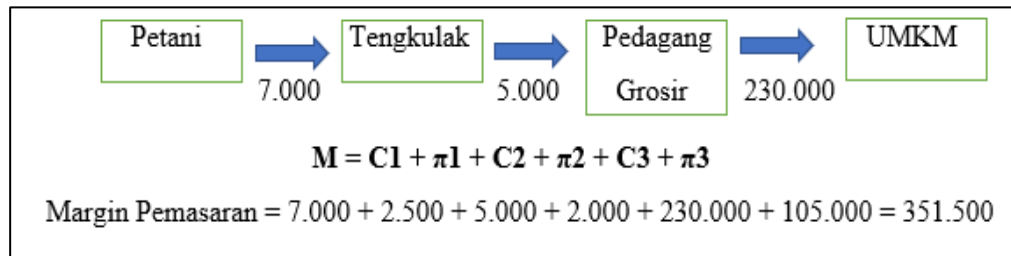 Petani Tengkulak Pedagang Grosir UMKM
7.000 5.000 230.000
M = C1 + π1 + C2 + π2 + C3 + π3
Margin Pemasaran = 7.000 + 2.500 + 5.000 + 2.000 + 230.000 + 105.000 = 351.500